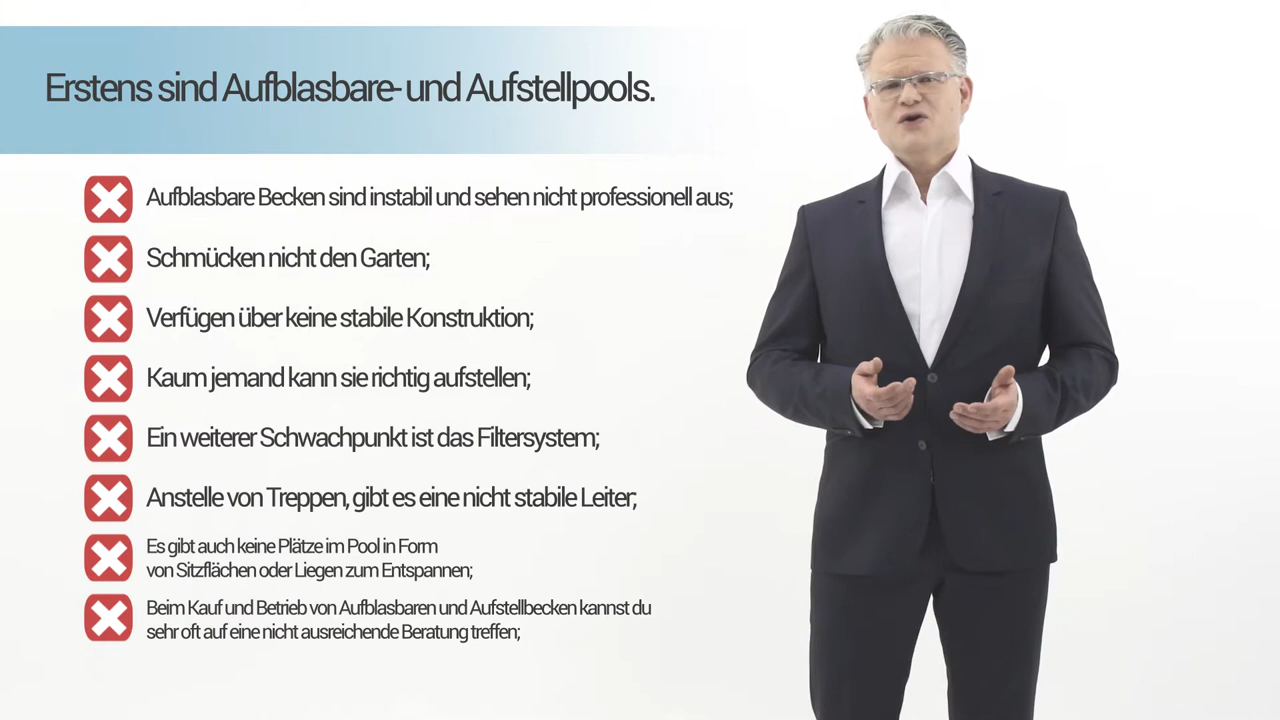 Erstens sind Aufblasbare- und Aufstellpools.
Aufblasbare Becken sind instabil und sehen nicht professionell aus;
Schmücken nicht den Garten;
Verfügen über keine stabile Konstruktion;
Kaum jemand kann sie richtig aufstellen;
Ein weiterer Schwachpunkt ist das Filtersystem;
Anstelle von Treppen, gibt es eine nicht stabile Leiter;
Es gibt auch keine Plätze im Pool in Form
von Sitzflächen oder Liegen zum Entspannen;
Beim Kauf und Betrieb von Aufblasbaren und Aufstellbecken kannst du
sehr oft auf eine nicht ausreichende Beratung treffen;